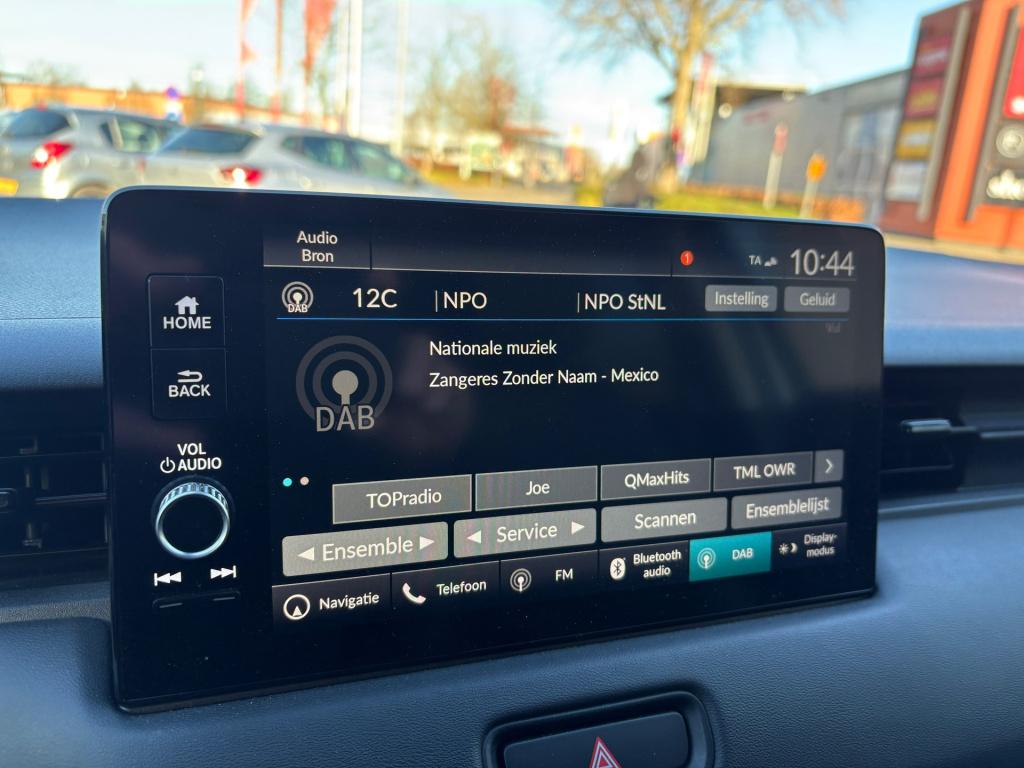 Audio
Bron
1
TA
10:44
DAB
12C
NPO
NPO StNL
Instelling
Geluid
HOME
BACK
VOL
AUDIO
Nationale muziek
Zangeres Zonder Naam - Mexico
DAB
TOPradio
Joe
QMaxHits
TML OWR
Ensemble
Service
Scannen
Ensemblelijst
Navigatie
Telefoon
FM
Bluetooth
audio
DAB
Display-
modus